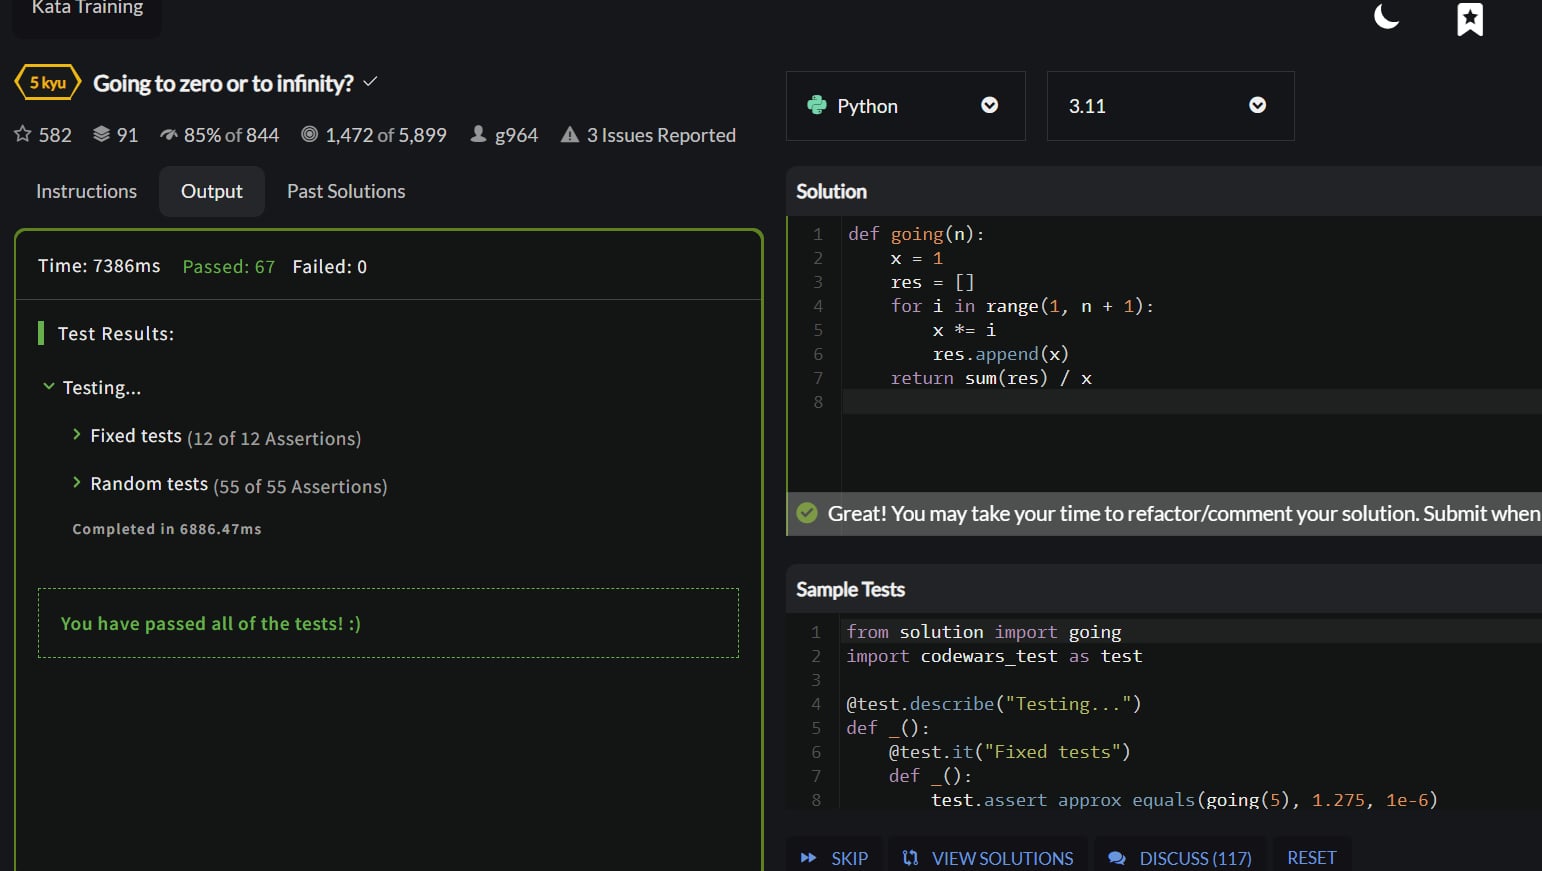 Kata Training
5 kyu Going to zero or to infinity?
582 91 85% of 844 1,472 of 5,899 g964 3 Issues Reported
Instructions Output Past Solutions
Time: 7386ms Passed: 67 Failed: 0
Test Results:
Testing...
Fixed tests (12 of 12 Assertions)
Random tests (55 of 55 Assertions)
Completed in 6886.47ms
You have passed all of the tests! :)
Python 3.11
Solution
1 def going(n):
2     x = 1
3     res = []
4     for i in range(1, n + 1):
5         x *= i
6         res.append(x)
7     return sum(res) / x
8
Great! You may take your time to refactor/comment your solution. Submit when
Sample Tests
1 from solution import going
2 import codewars_test as test
3
4 @test.describe("Testing...")
5 def _():
6     @test.it("Fixed tests")
7     def _():
8         test.assert_approx_equals(going(5), 1.275, 1e-6)
SKIP VIEW SOLUTIONS DISCUSS (117) RESET